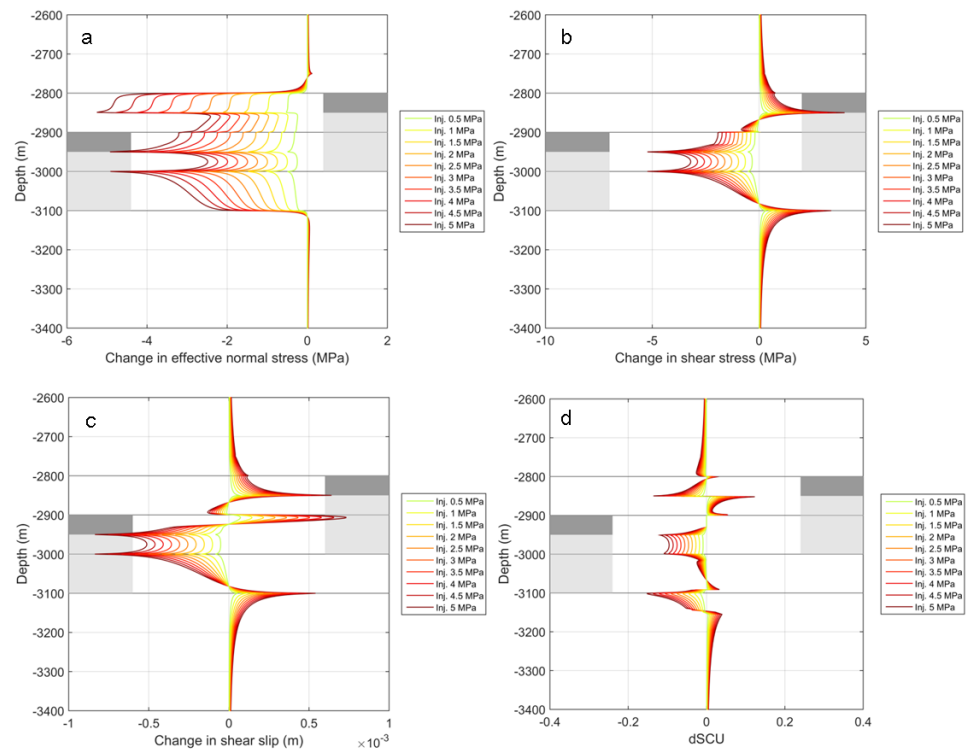 a
-2600
-2700
-2800
-2900
-3000
-3100
-3200
-3300
-3400
Depth (m)
-6
-4
-2
0
2
Change in effective normal stress (MPa)
Inj. 0.5 MPa
Inj. 1 MPa
Inj. 1.5 MPa
Inj. 2 MPa
Inj. 2.5 MPa
Inj. 3 MPa
Inj. 3.5 MPa
Inj. 4 MPa
Inj. 4.5 MPa
Inj. 5 MPa
b
-2600
-2700
-2800
-2900
-3000
-3100
-3200
-3300
-3400
Depth (m)
-10
-5
0
5
Change in shear stress (MPa)
Inj. 0.5 MPa
Inj. 1 MPa
Inj. 1.5 MPa
Inj. 2 MPa
Inj. 2.5 MPa
Inj. 3 MPa
Inj. 3.5 MPa
Inj. 4 MPa
Inj. 4.5 MPa
Inj. 5 MPa
c
-2600
-2700
-2800
-2900
-3000
-3100
-3200
-3300
-3400
Depth (m)
-1
-0.5
0
0.5
1
Change in shear slip (m)
×10⁻³
Inj. 0.5 MPa
Inj. 1 MPa
Inj. 1.5 MPa
Inj. 2 MPa
Inj. 2.5 MPa
Inj. 3 MPa
Inj. 3.5 MPa
Inj. 4 MPa
Inj. 4.5 MPa
Inj. 5 MPa
d
-2600
-2700
-2800
-2900
-3000
-3100
-3200
-3300
-3400
Depth (m)
-0.4
-0.2
0
0.2
0.4
dSCU
Inj. 0.5 MPa
Inj. 1 MPa
Inj. 1.5 MPa
Inj. 2 MPa
Inj. 2.5 MPa
Inj. 3 MPa
Inj. 3.5 MPa
Inj. 4 MPa
Inj. 4.5 MPa
Inj. 5 MPa